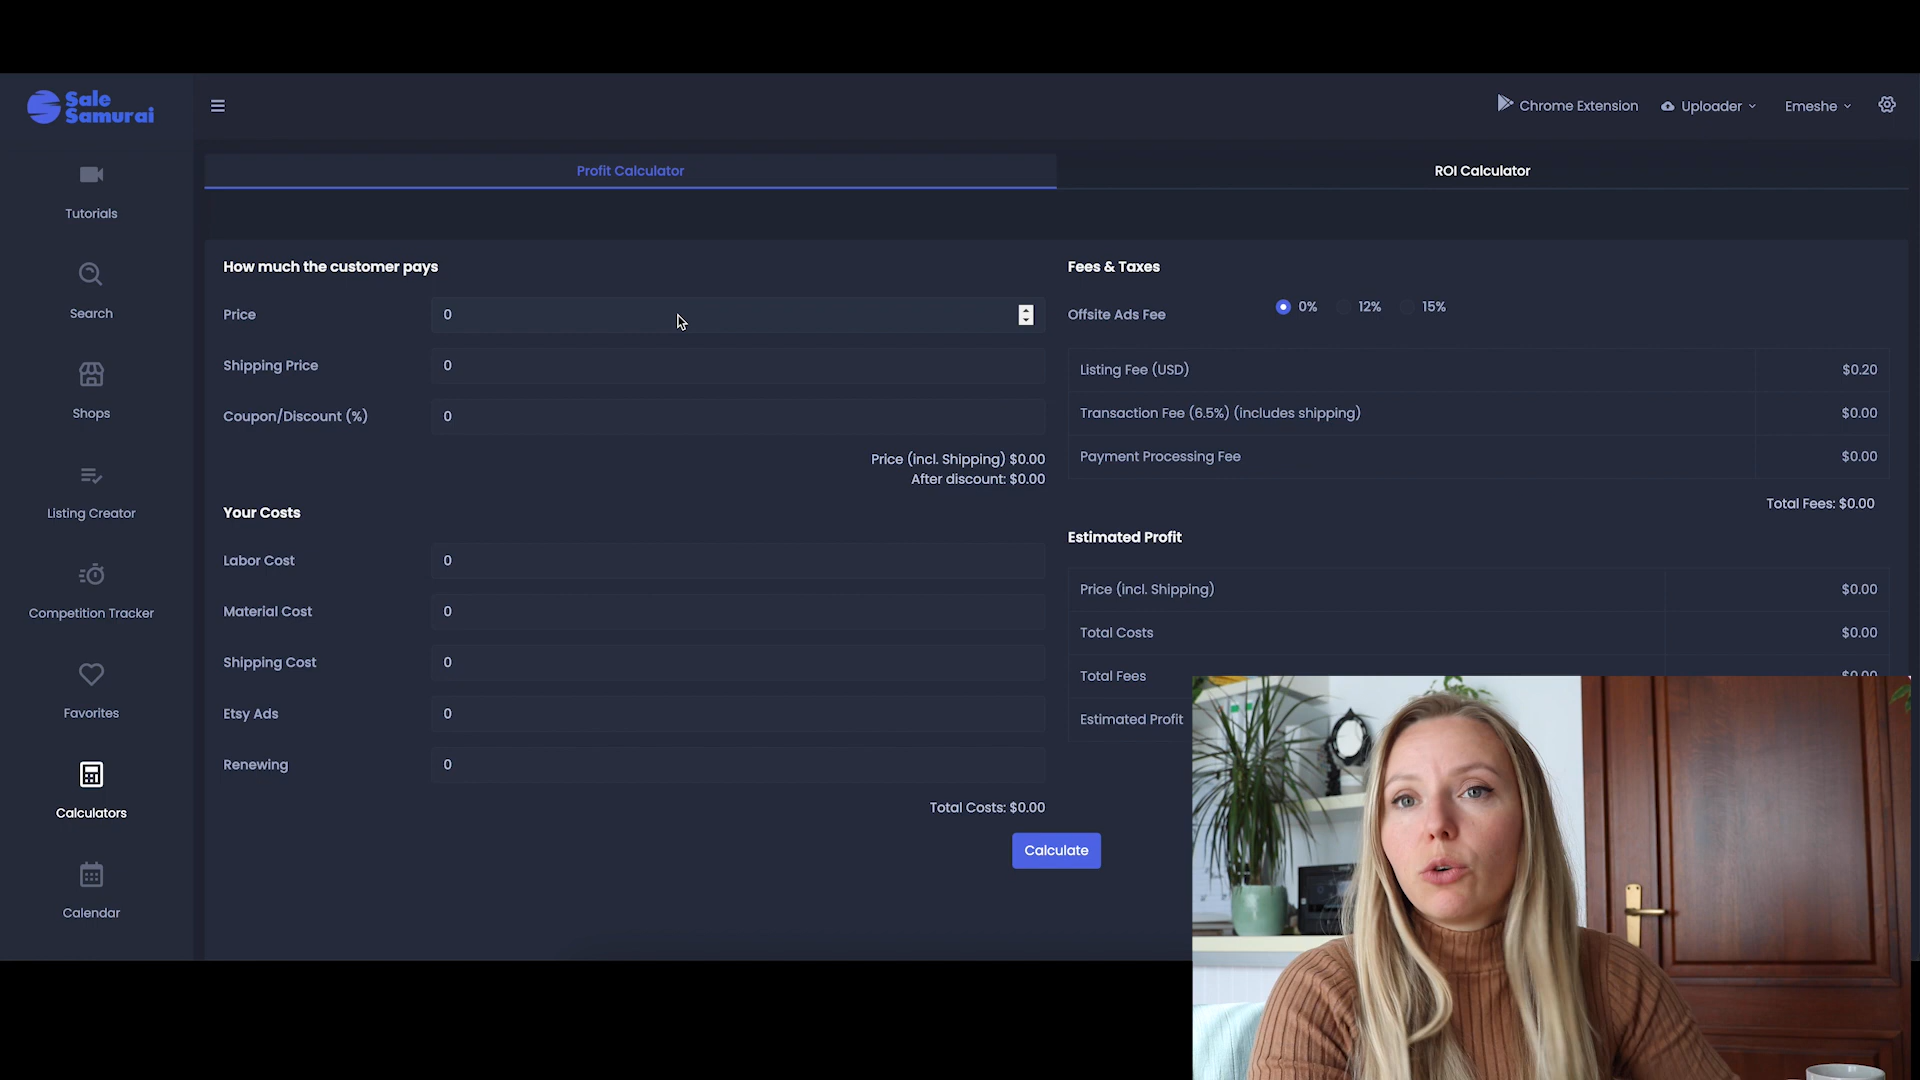 Sale
Samurai
Chrome Extension
Uploader
Emeshe
Tutorials
Search
Shops
Listing Creator
Competition Tracker
Favorites
Calculators
Calendar
Profit Calculator
ROI Calculator
How much the customer pays
Price 0
Shipping Price 0
Coupon/Discount (%) 0
Price (incl. Shipping) $0.00
After discount: $0.00
Your Costs
Labor Cost 0
Material Cost 0
Shipping Cost 0
Etsy Ads 0
Renewing 0
Total Costs: $0.00
Calculate
Fees & Taxes
Offsite Ads Fee 0% 12% 15%
Listing Fee (USD) $0.20
Transaction Fee (6.5%) (includes shipping) $0.00
Payment Processing Fee $0.00
Total Fees: $0.00
Estimated Profit
Price (incl. Shipping) $0.00
Total Costs $0.00
Total Fees $0.00
Estimated Profit